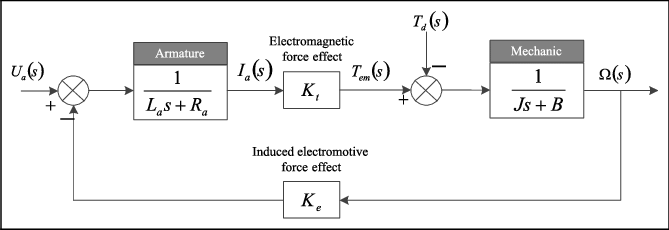 T_d(s)
Electromagnetic
force effect
Armature
Mechanic
U_a(s)
+
−
1
L_a s + R_a
I_a(s)
K_t
T_em(s)
+
−
1
Js + B
Ω(s)
Induced electromotive
force effect
K_e